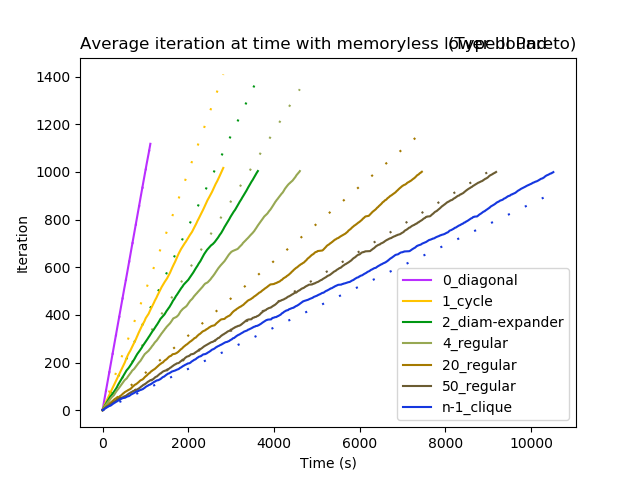 Average iteration at time with memoryless lower bound
(Type II Pareto)
1400
1200
1000
800
600
400
200
0
Iteration
0 2000 4000 6000 8000 10000
Time (s)
0_diagonal
1_cycle
2_diam-expander
4_regular
20_regular
50_regular
n-1_clique